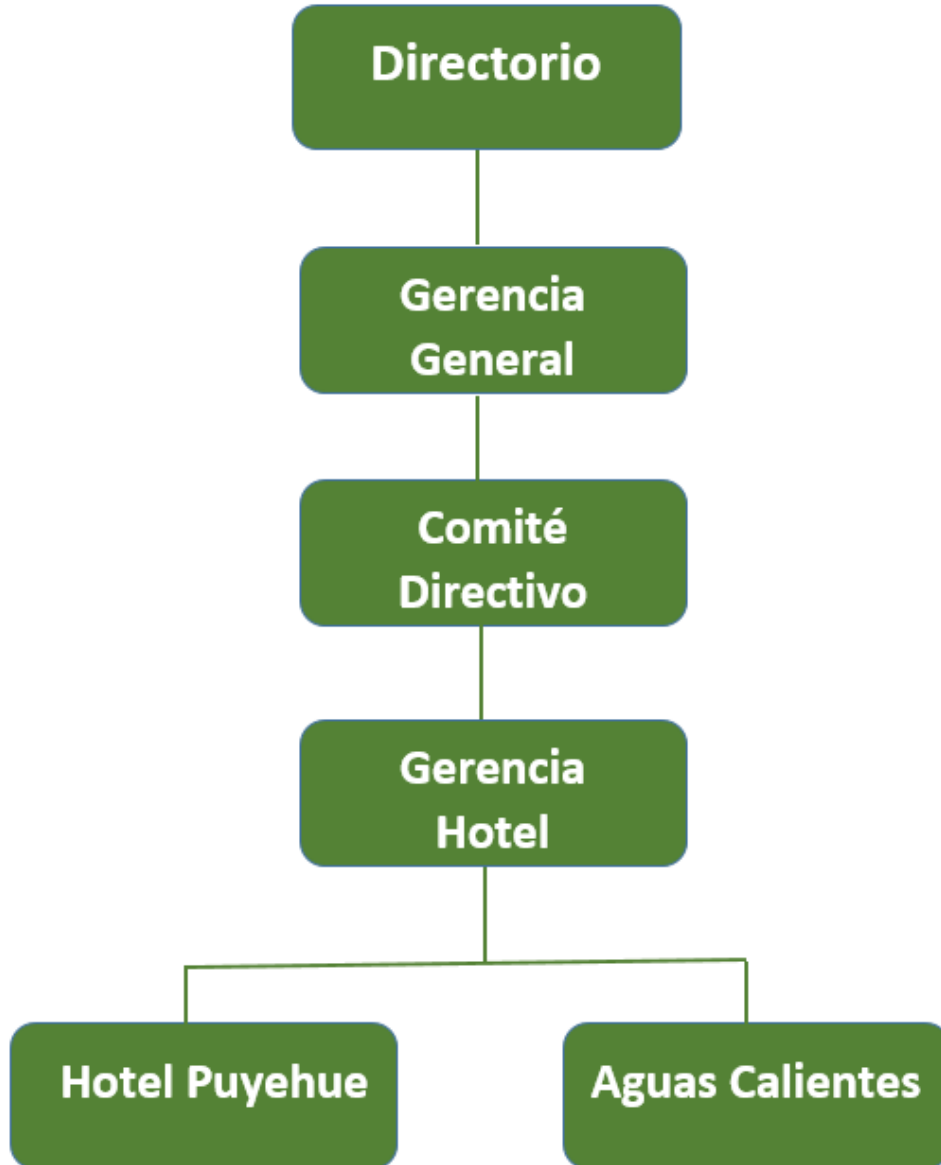 Directorio
Gerencia
General
Comité
Directivo
Gerencia
Hotel
Hotel Puyehue
Aguas Calientes